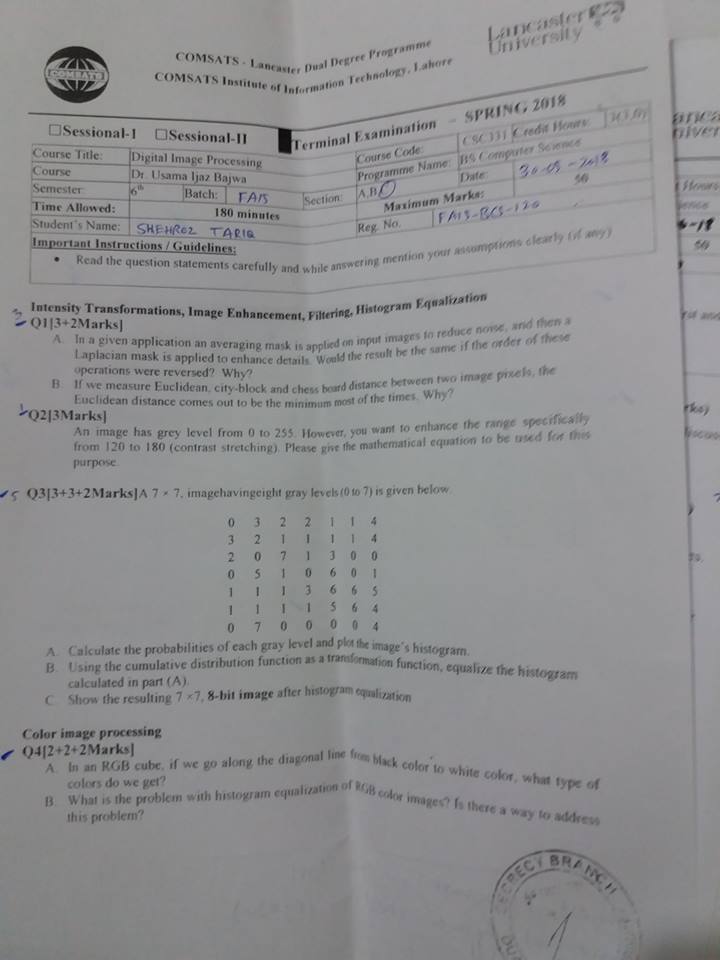 Lancaster
University
COMSATS
COMSATS - Lancaster Dual Degree Programme
COMSATS Institute of Information Technology, Lahore
☐Sessional-1 ☐Sessional-II ■Terminal Examination - SPRING 2018
Course Title: Digital Image Processing Course Code: CSC331 Credit Hours:
Course Dr. Usama Ijaz Bajwa Programme Name: BS Computer Science
Semester: 6th Batch: FA15 Section: A,B Date: 30-05-2018
Time Allowed: 180 minutes Maximum Marks: 50
Student's Name: SHEHROZ TARIQ Reg. No. FA15-BCS-120
Important Instructions / Guidelines:
• Read the question statements carefully and while answering mention your assumptions clearly (if any)
Intensity Transformations, Image Enhancement, Filtering, Histogram Equalization
Q1[3+2Marks]
A. In a given application an averaging mask is applied on input images to reduce noise, and then a
Laplacian mask is applied to enhance details. Would the result be the same if the order of these
operations were reversed? Why?
B. If we measure Euclidean, city-block and chess board distance between two image pixels, the
Euclidean distance comes out to be the minimum most of the times. Why?
Q2[3Marks]
An image has grey level from 0 to 255. However, you want to enhance the range specifically
from 120 to 180 (contrast stretching). Please give the mathematical equation to be used for this
purpose.
5 Q3[3+3+2Marks]A 7 × 7, imagehavingeight gray levels (0 to 7) is given below.
0 3 2 2 1 1 4
3 2 1 1 1 1 4
2 0 7 1 3 0 0
0 5 1 0 6 0 1
1 1 1 3 6 6 5
1 1 1 1 5 6 4
0 7 0 0 0 0 4
A. Calculate the probabilities of each gray level and plot the image's histogram.
B. Using the cumulative distribution function as a transformation function, equalize the histogram
calculated in part (A).
C. Show the resulting 7 ×7, 8-bit image after histogram equalization
Color image processing
Q4[2+2+2Marks]
A. In an RGB cube, if we go along the diagonal line from black color to white color, what type of
colors do we get?
B. What is the problem with histogram equalization of RGB color images? Is there a way to address
this problem?
SECRECY BRANCH